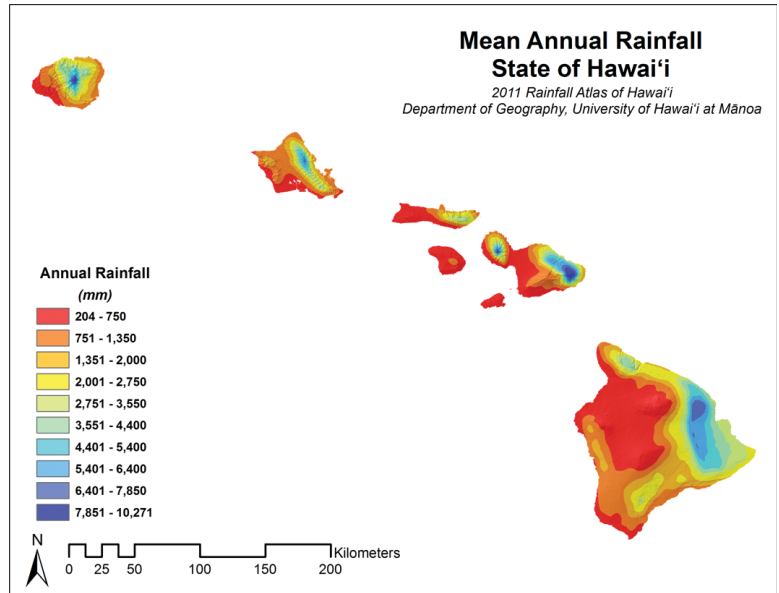 Mean Annual Rainfall
State of Hawai‘i
2011 Rainfall Atlas of Hawai‘i
Department of Geography, University of Hawai‘i at Mānoa
Annual Rainfall
(mm)
204 - 750
751 - 1,350
1,351 - 2,000
2,001 - 2,750
2,751 - 3,550
3,551 - 4,400
4,401 - 5,400
5,401 - 6,400
6,401 - 7,850
7,851 - 10,271
N
Kilometers
0 25 50 100 150 200